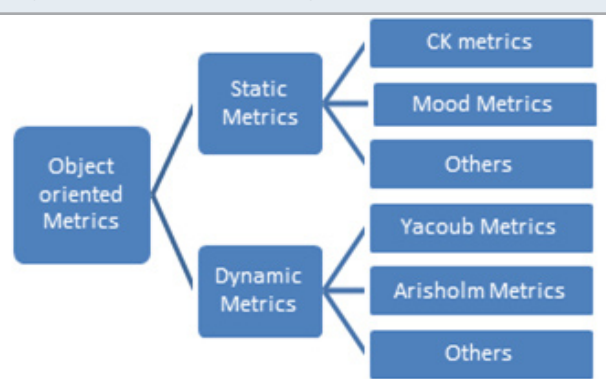 Object
oriented
Metrics
Static
Metrics
CK metrics
Mood Metrics
Others
Dynamic
Metrics
Yacoub Metrics
Arisholm Metrics
Others